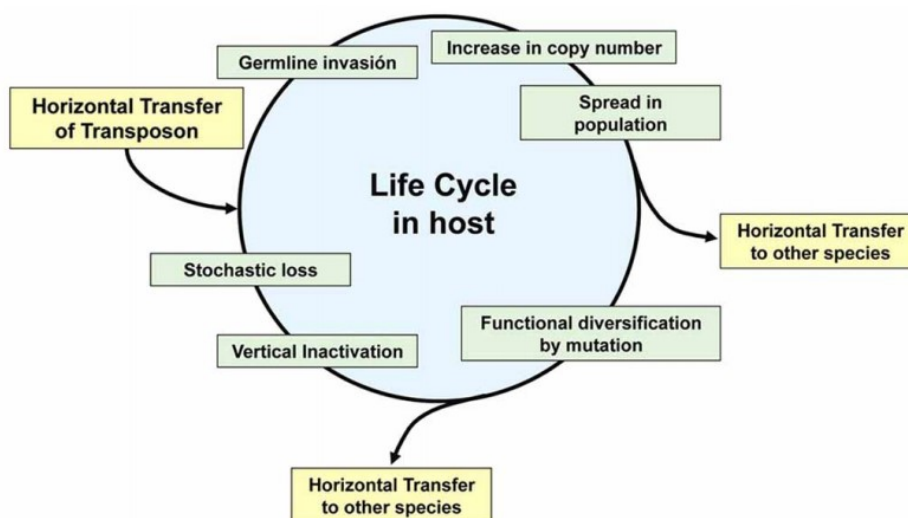 Germline invasión
Increase in copy number
Horizontal Transfer
of Transposon
Spread in
population
Life Cycle
in host
Horizontal Transfer
to other species
Stochastic loss
Functional diversification
by mutation
Vertical Inactivation
Horizontal Transfer
to other species